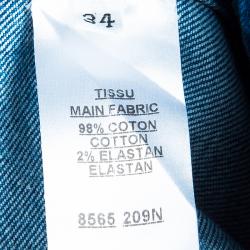 34
TISSU
MAIN FABRIC
98% COTON
COTTON
2% ELASTAN
ELASTAN
8565 209N